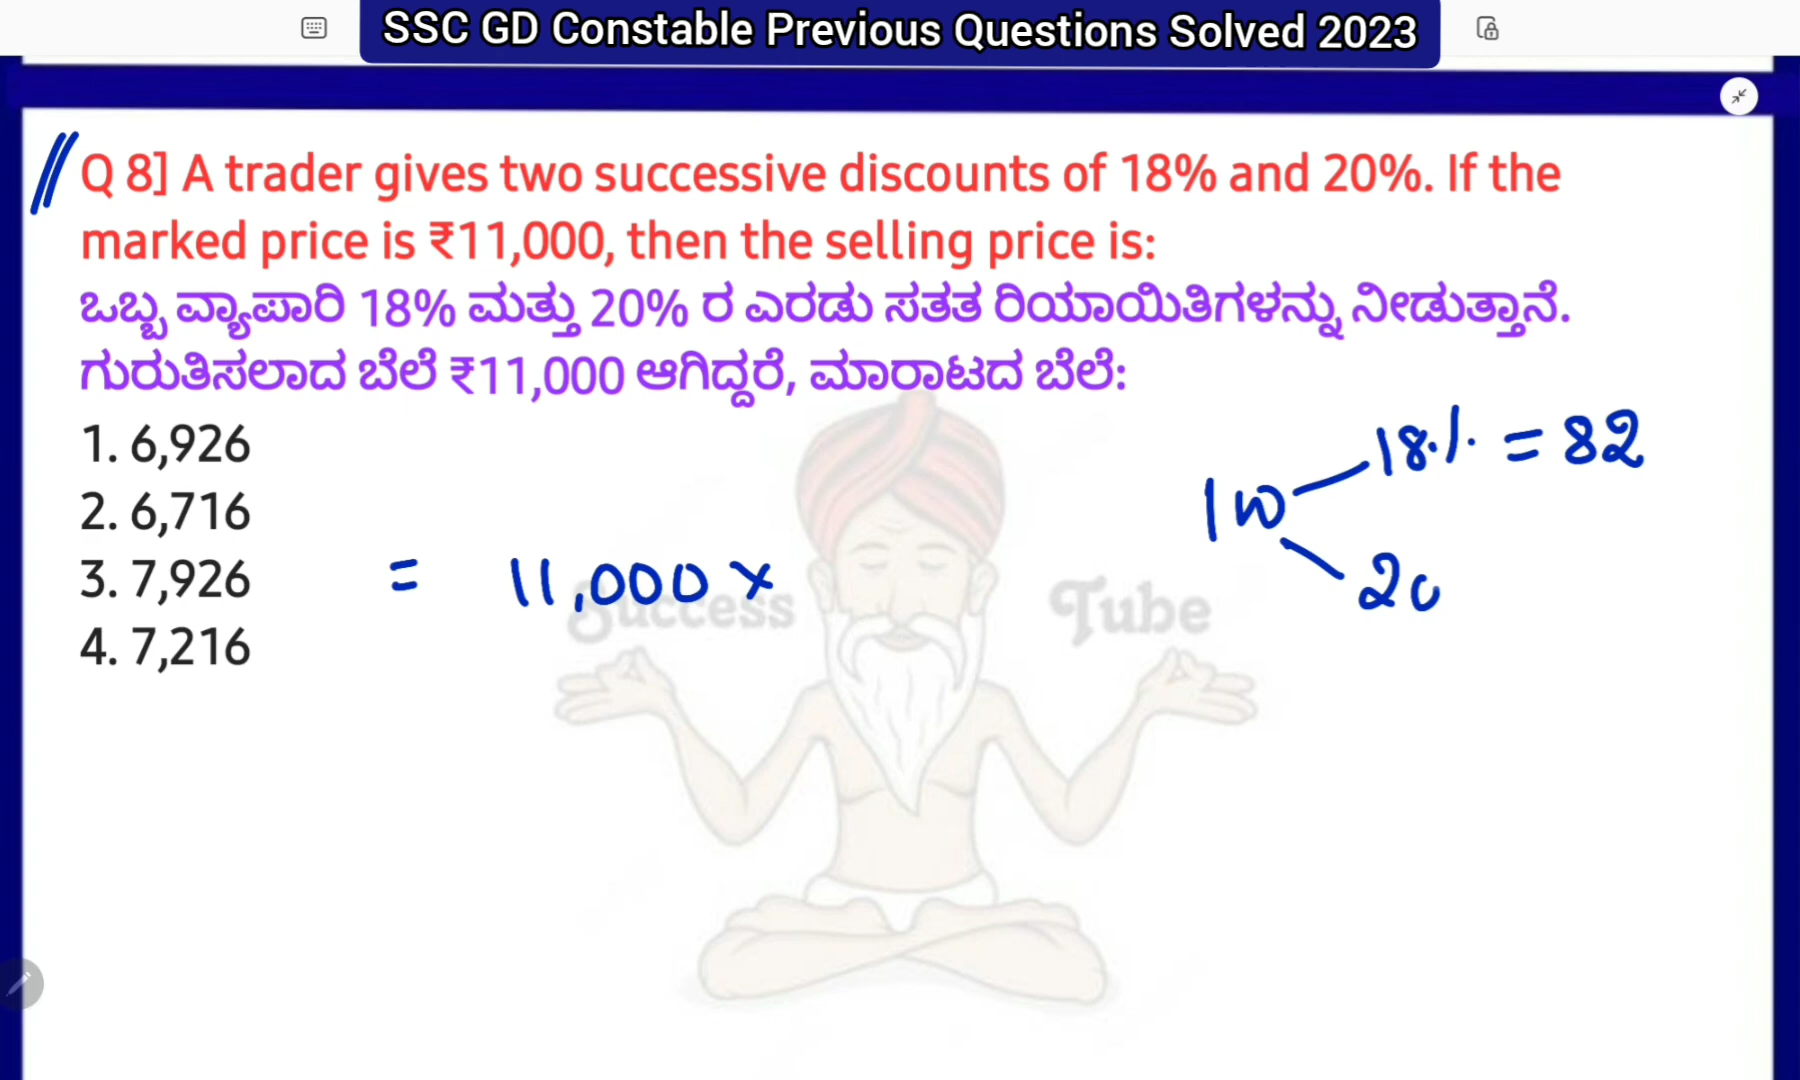 SSC GD Constable Previous Questions Solved 2023
Q 8] A trader gives two successive discounts of 18% and 20%. If the
marked price is ₹11,000, then the selling price is:
ಒಬ್ಬ ವ್ಯಾಪಾರಿ 18% ಮತ್ತು 20% ರ ಎರಡು ಸತತ ರಿಯಾಯಿತಿಗಳನ್ನು ನೀಡುತ್ತಾನೆ.
ಗುರುತಿಸಲಾದ ಬೆಲೆ ₹11,000 ಆಗಿದ್ದರೆ, ಮಾರಾಟದ ಬೆಲೆ:
1. 6,926
2. 6,716
3. 7,926
4. 7,216
18% = 82
100
20
= 11,000 ×
Success Tube